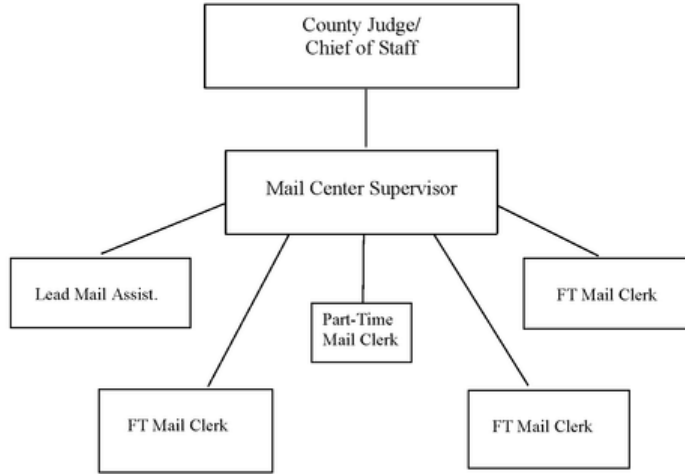 County Judge/
Chief of Staff
Mail Center Supervisor
Lead Mail Assist.
FT Mail Clerk
Part-Time
Mail Clerk
FT Mail Clerk
FT Mail Clerk